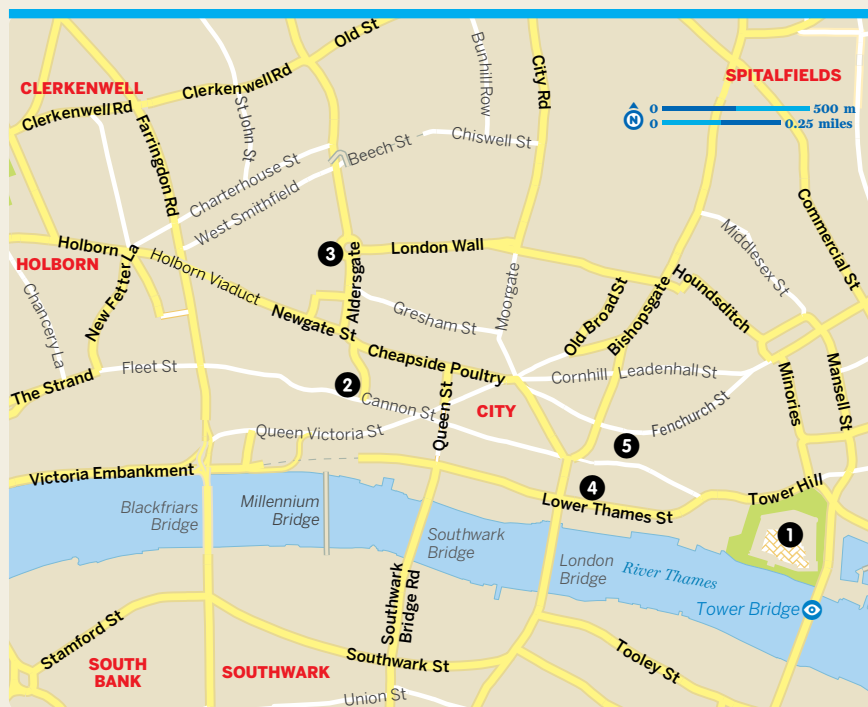 Old St
Bunhill
Row
City Rd
SPITALFIELDS
CLERKENWELL
Clerkenwell Rd
Clerkenwell Rd
St John St
0 500 m
N
0 0.25 miles
Farringdon Rd
Beech St
Chiswell St
Charterhouse St
West Smithfield
Commercial St
Middlesex St
Holborn
3
London Wall
HOLBORN
Holborn Viaduct
Aldersgate
Moorgate
Houndsditch
New Fetter La
Chancery La
Gresham St
Old Broad St
Bishopsgate
Newgate St
Cheapside Poultry
Fleet St
The Strand
2
Cannon St
Cornhill
Leadenhall St
Minories
Mansell St
Queen St
CITY
Fenchurch St
Queen Victoria St
5
Victoria Embankment
4
Tower Hill
Lower Thames St
Blackfriars
Bridge
Millennium
Bridge
Southwark
Bridge
London
Bridge
River Thames
1
Tower Bridge
Southwark
Bridge Rd
Stamford St
SOUTH
BANK
SOUTHWARK
Southwark St
Tooley St
Union St